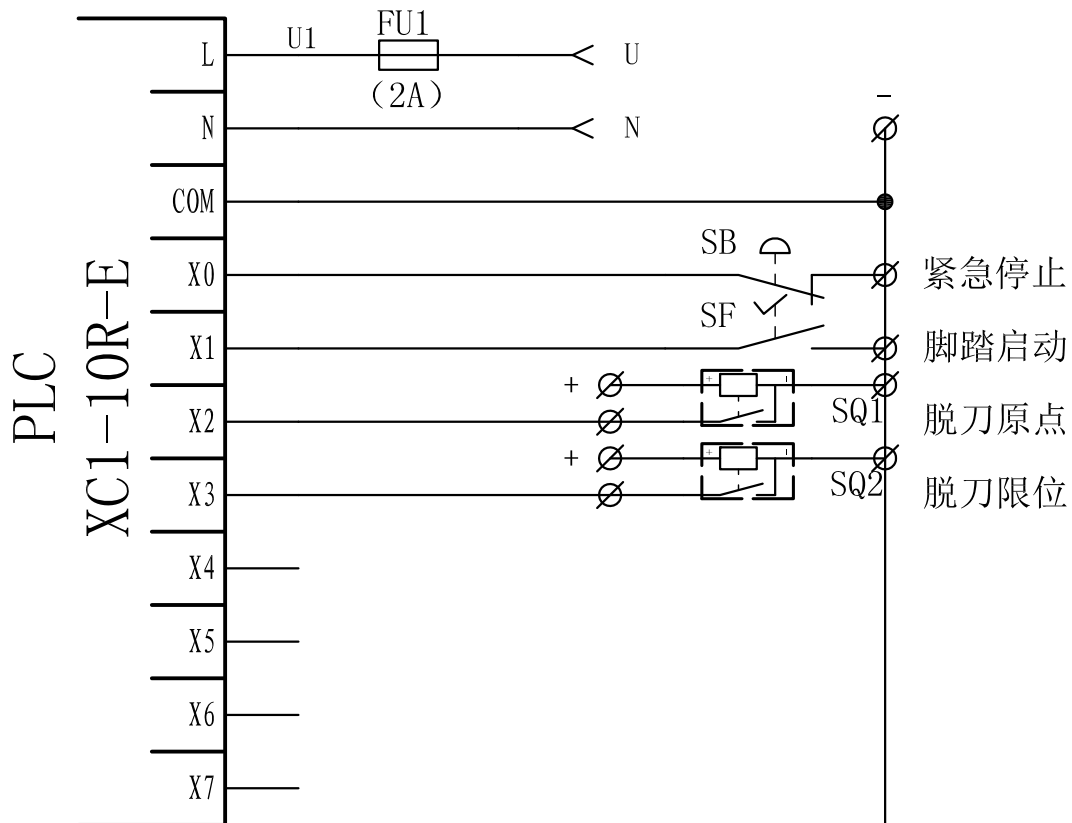 FU1
L U1 U
(2A)
N N
-
COM
SB
X0 紧急停止
SF
X1 脚踏启动
+ + -
SQ1
X2 脱刀原点
+ + -
SQ2
X3 脱刀限位
X4
X5
X6
X7
PLC
XC1-10R-E